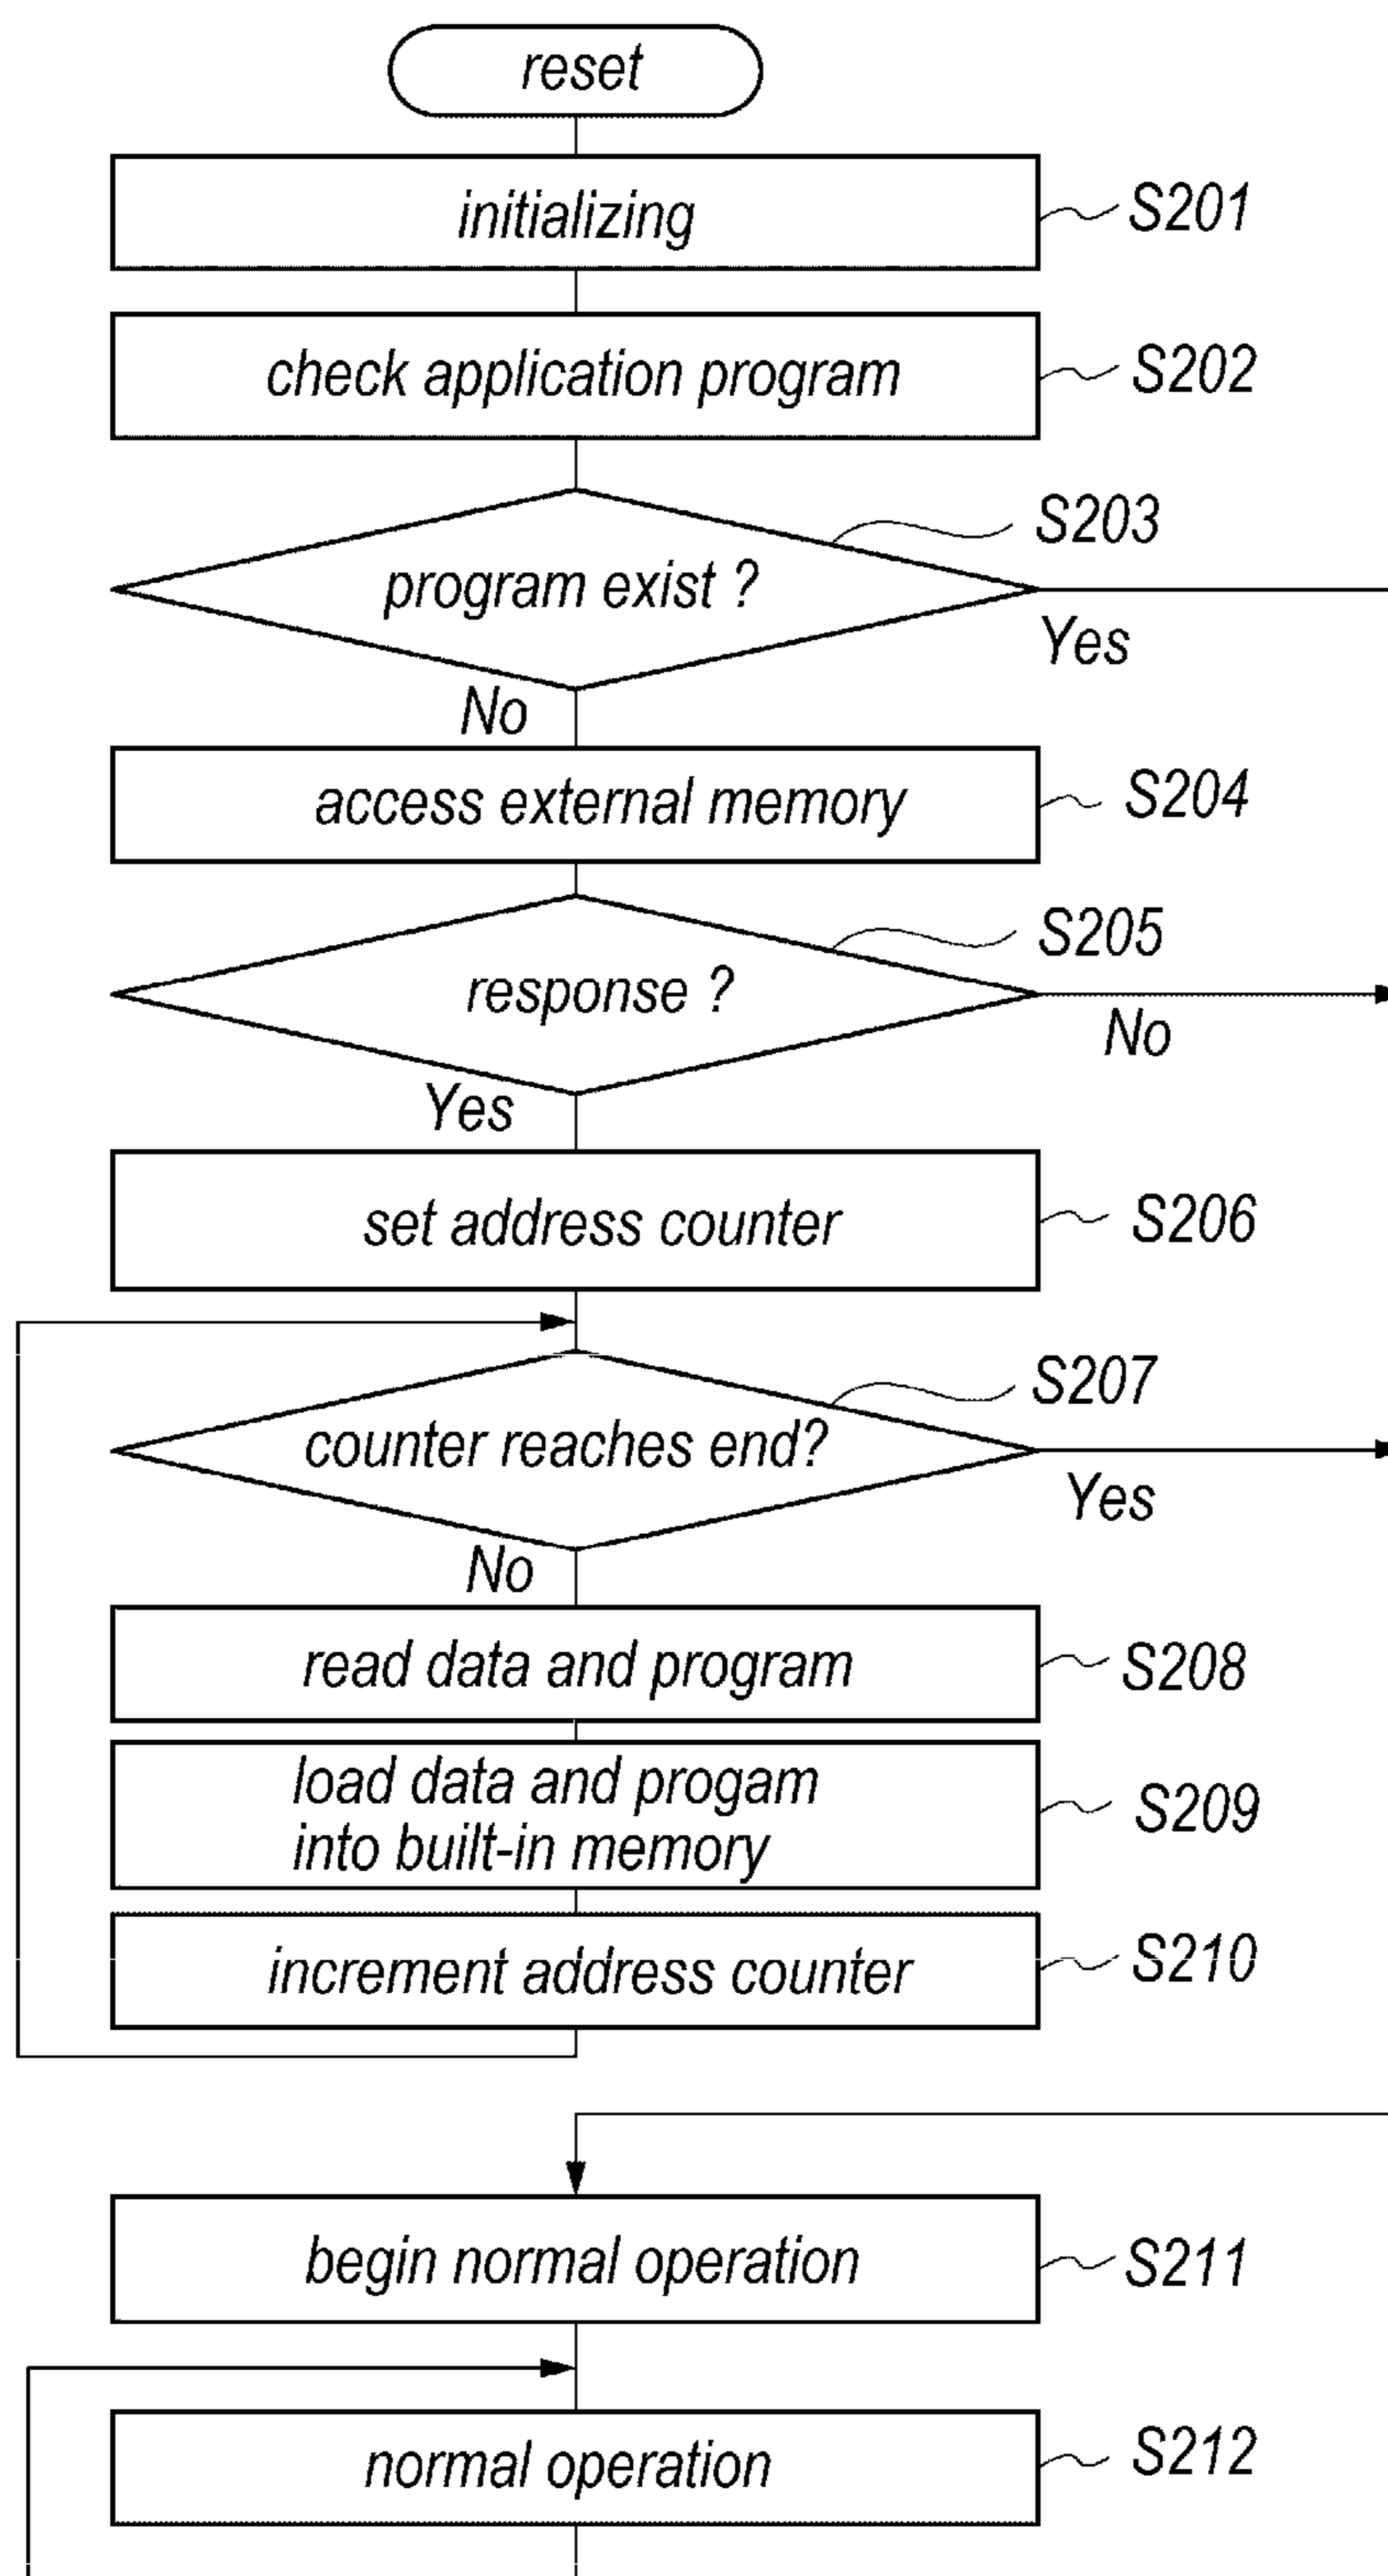 reset
initializing
S201
check application program
S202
S203
program exist ?
Yes
No
access external memory
S204
S205
response ?
No
Yes
set address counter
S206
S207
counter reaches end?
Yes
No
read data and program
S208
load data and progam
into built-in memory
S209
increment address counter
S210
begin normal operation
S211
normal operation
S212